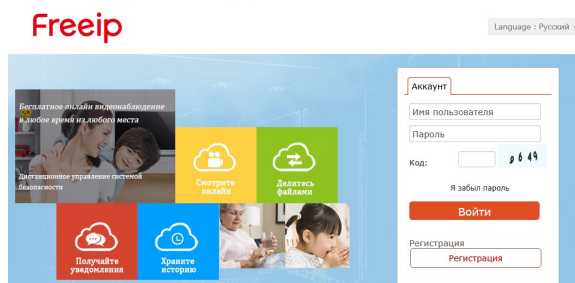 Freeip
Language : Русский
Бесплатное онлайн видеонаблюдение
в любое время из любого места
Дистанционное управление системой
безопасности
Смотрите
онлайн
Делитесь
файлами
Получайте
уведомления
Храните
историю
Аккаунт
Имя пользователя
Пароль
Код:
0649
Я забыл пароль
Войти
Регистрация
Регистрация